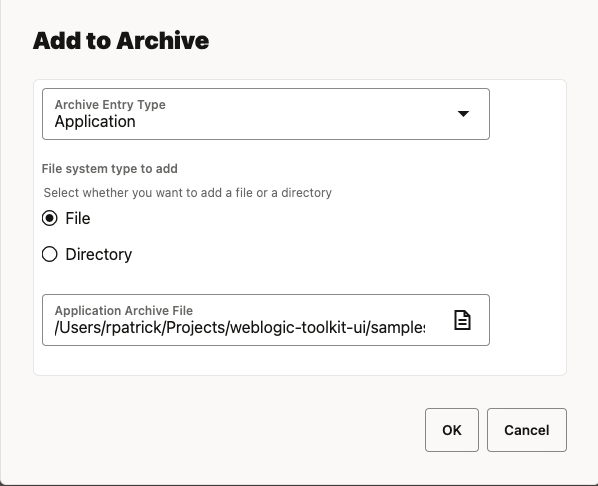 Add to Archive
Archive Entry Type
Application
File system type to add
Select whether you want to add a file or a directory
File
Directory
Application Archive File
/Users/rpatrick/Projects/weblogic-toolkit-ui/samples
OK
Cancel